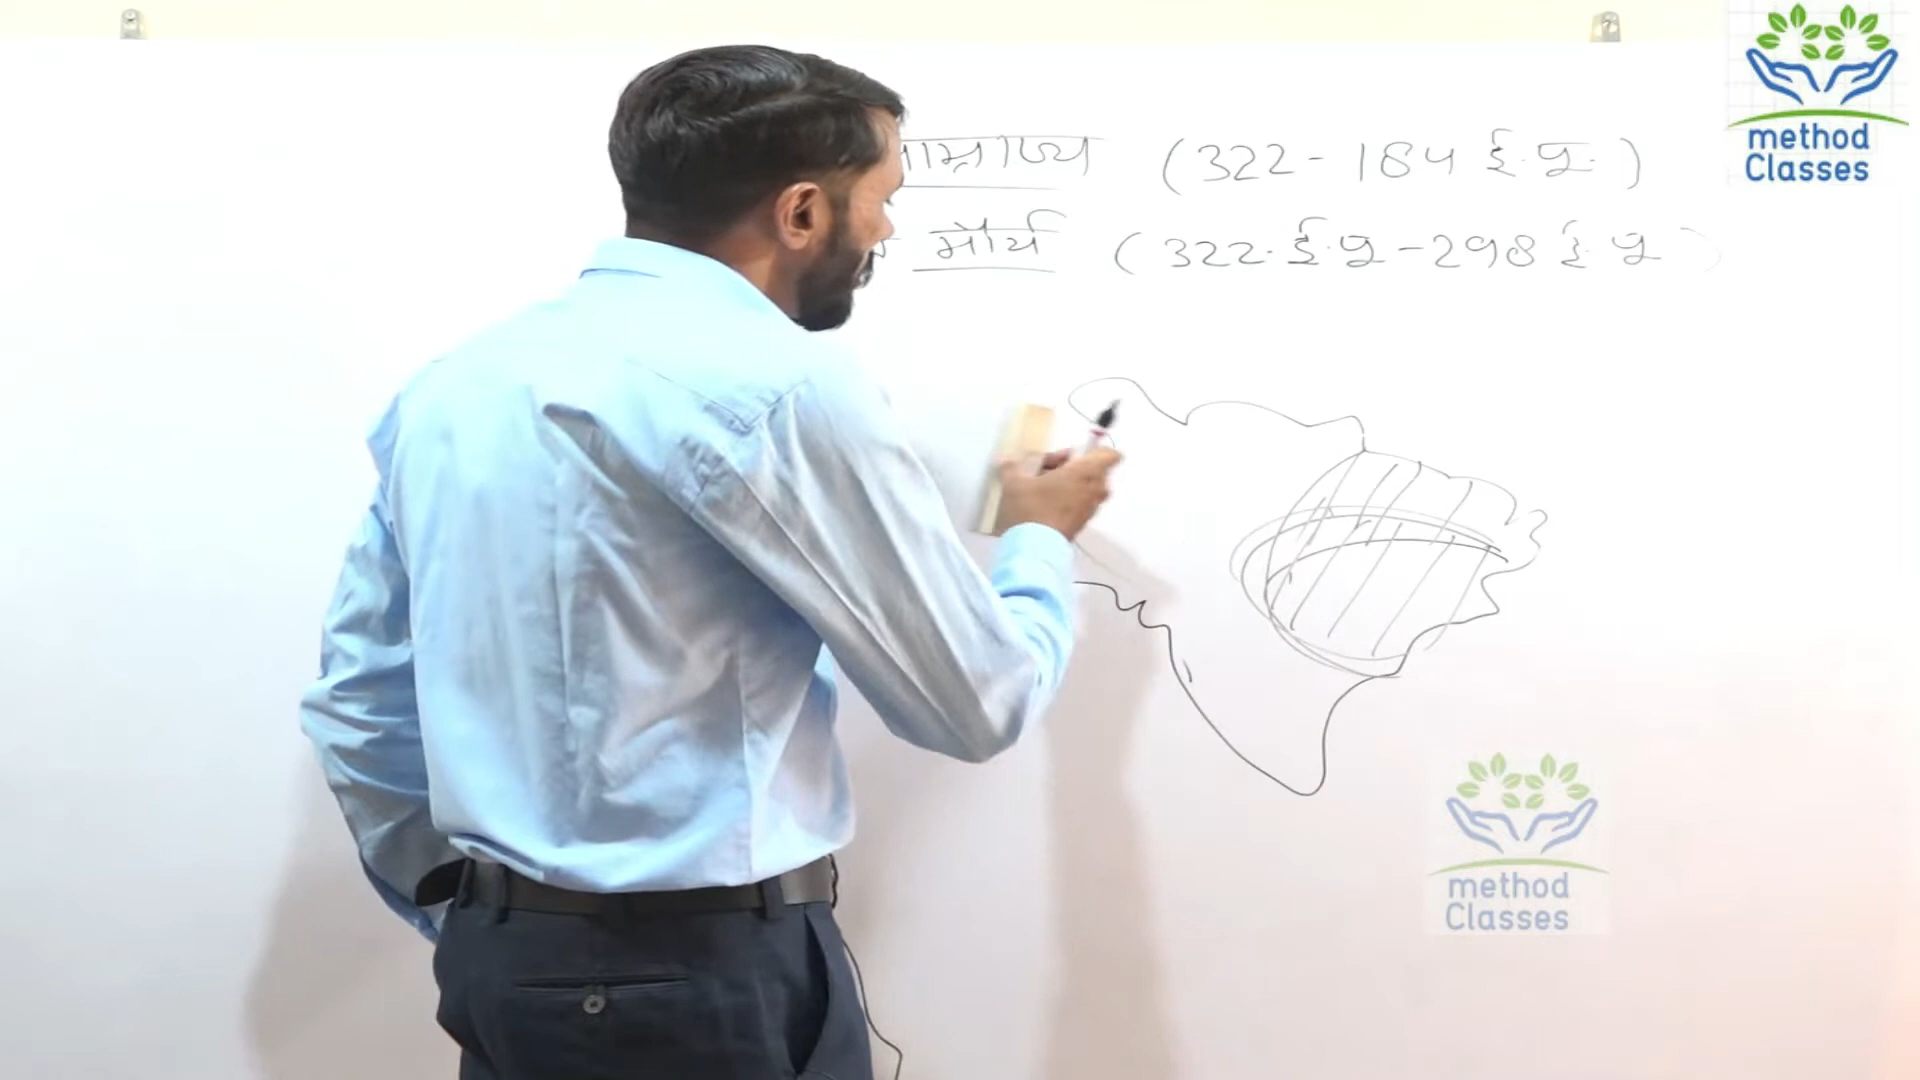 method
Classes
साम्राज्य (322-184 ई.पू.)
मौर्य (322.ई.पू-298 ई.पू)
method
Classes